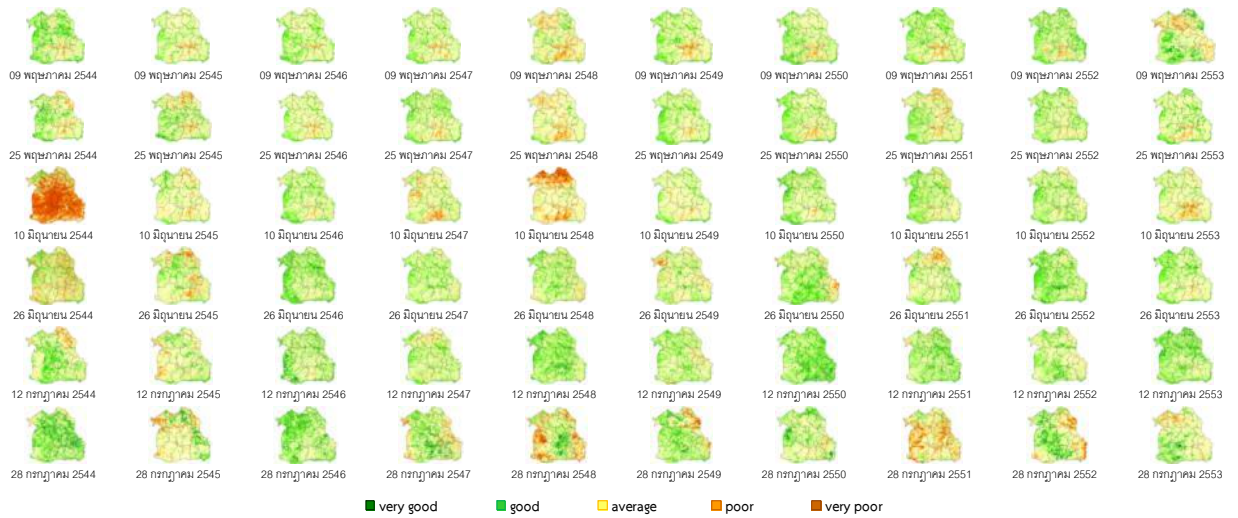 09 พฤษภาคม 2544 09 พฤษภาคม 2545 09 พฤษภาคม 2546 09 พฤษภาคม 2547 09 พฤษภาคม 2548 09 พฤษภาคม 2549 09 พฤษภาคม 2550 09 พฤษภาคม 2551 09 พฤษภาคม 2552 09 พฤษภาคม 2553
25 พฤษภาคม 2544 25 พฤษภาคม 2545 25 พฤษภาคม 2546 25 พฤษภาคม 2547 25 พฤษภาคม 2548 25 พฤษภาคม 2549 25 พฤษภาคม 2550 25 พฤษภาคม 2551 25 พฤษภาคม 2552 25 พฤษภาคม 2553
10 มิถุนายน 2544 10 มิถุนายน 2545 10 มิถุนายน 2546 10 มิถุนายน 2547 10 มิถุนายน 2548 10 มิถุนายน 2549 10 มิถุนายน 2550 10 มิถุนายน 2551 10 มิถุนายน 2552 10 มิถุนายน 2553
26 มิถุนายน 2544 26 มิถุนายน 2545 26 มิถุนายน 2546 26 มิถุนายน 2547 26 มิถุนายน 2548 26 มิถุนายน 2549 26 มิถุนายน 2550 26 มิถุนายน 2551 26 มิถุนายน 2552 26 มิถุนายน 2553
12 กรกฎาคม 2544 12 กรกฎาคม 2545 12 กรกฎาคม 2546 12 กรกฎาคม 2547 12 กรกฎาคม 2548 12 กรกฎาคม 2549 12 กรกฎาคม 2550 12 กรกฎาคม 2551 12 กรกฎาคม 2552 12 กรกฎาคม 2553
28 กรกฎาคม 2544 28 กรกฎาคม 2545 28 กรกฎาคม 2546 28 กรกฎาคม 2547 28 กรกฎาคม 2548 28 กรกฎาคม 2549 28 กรกฎาคม 2550 28 กรกฎาคม 2551 28 กรกฎาคม 2552 28 กรกฎาคม 2553
very good good average poor very poor